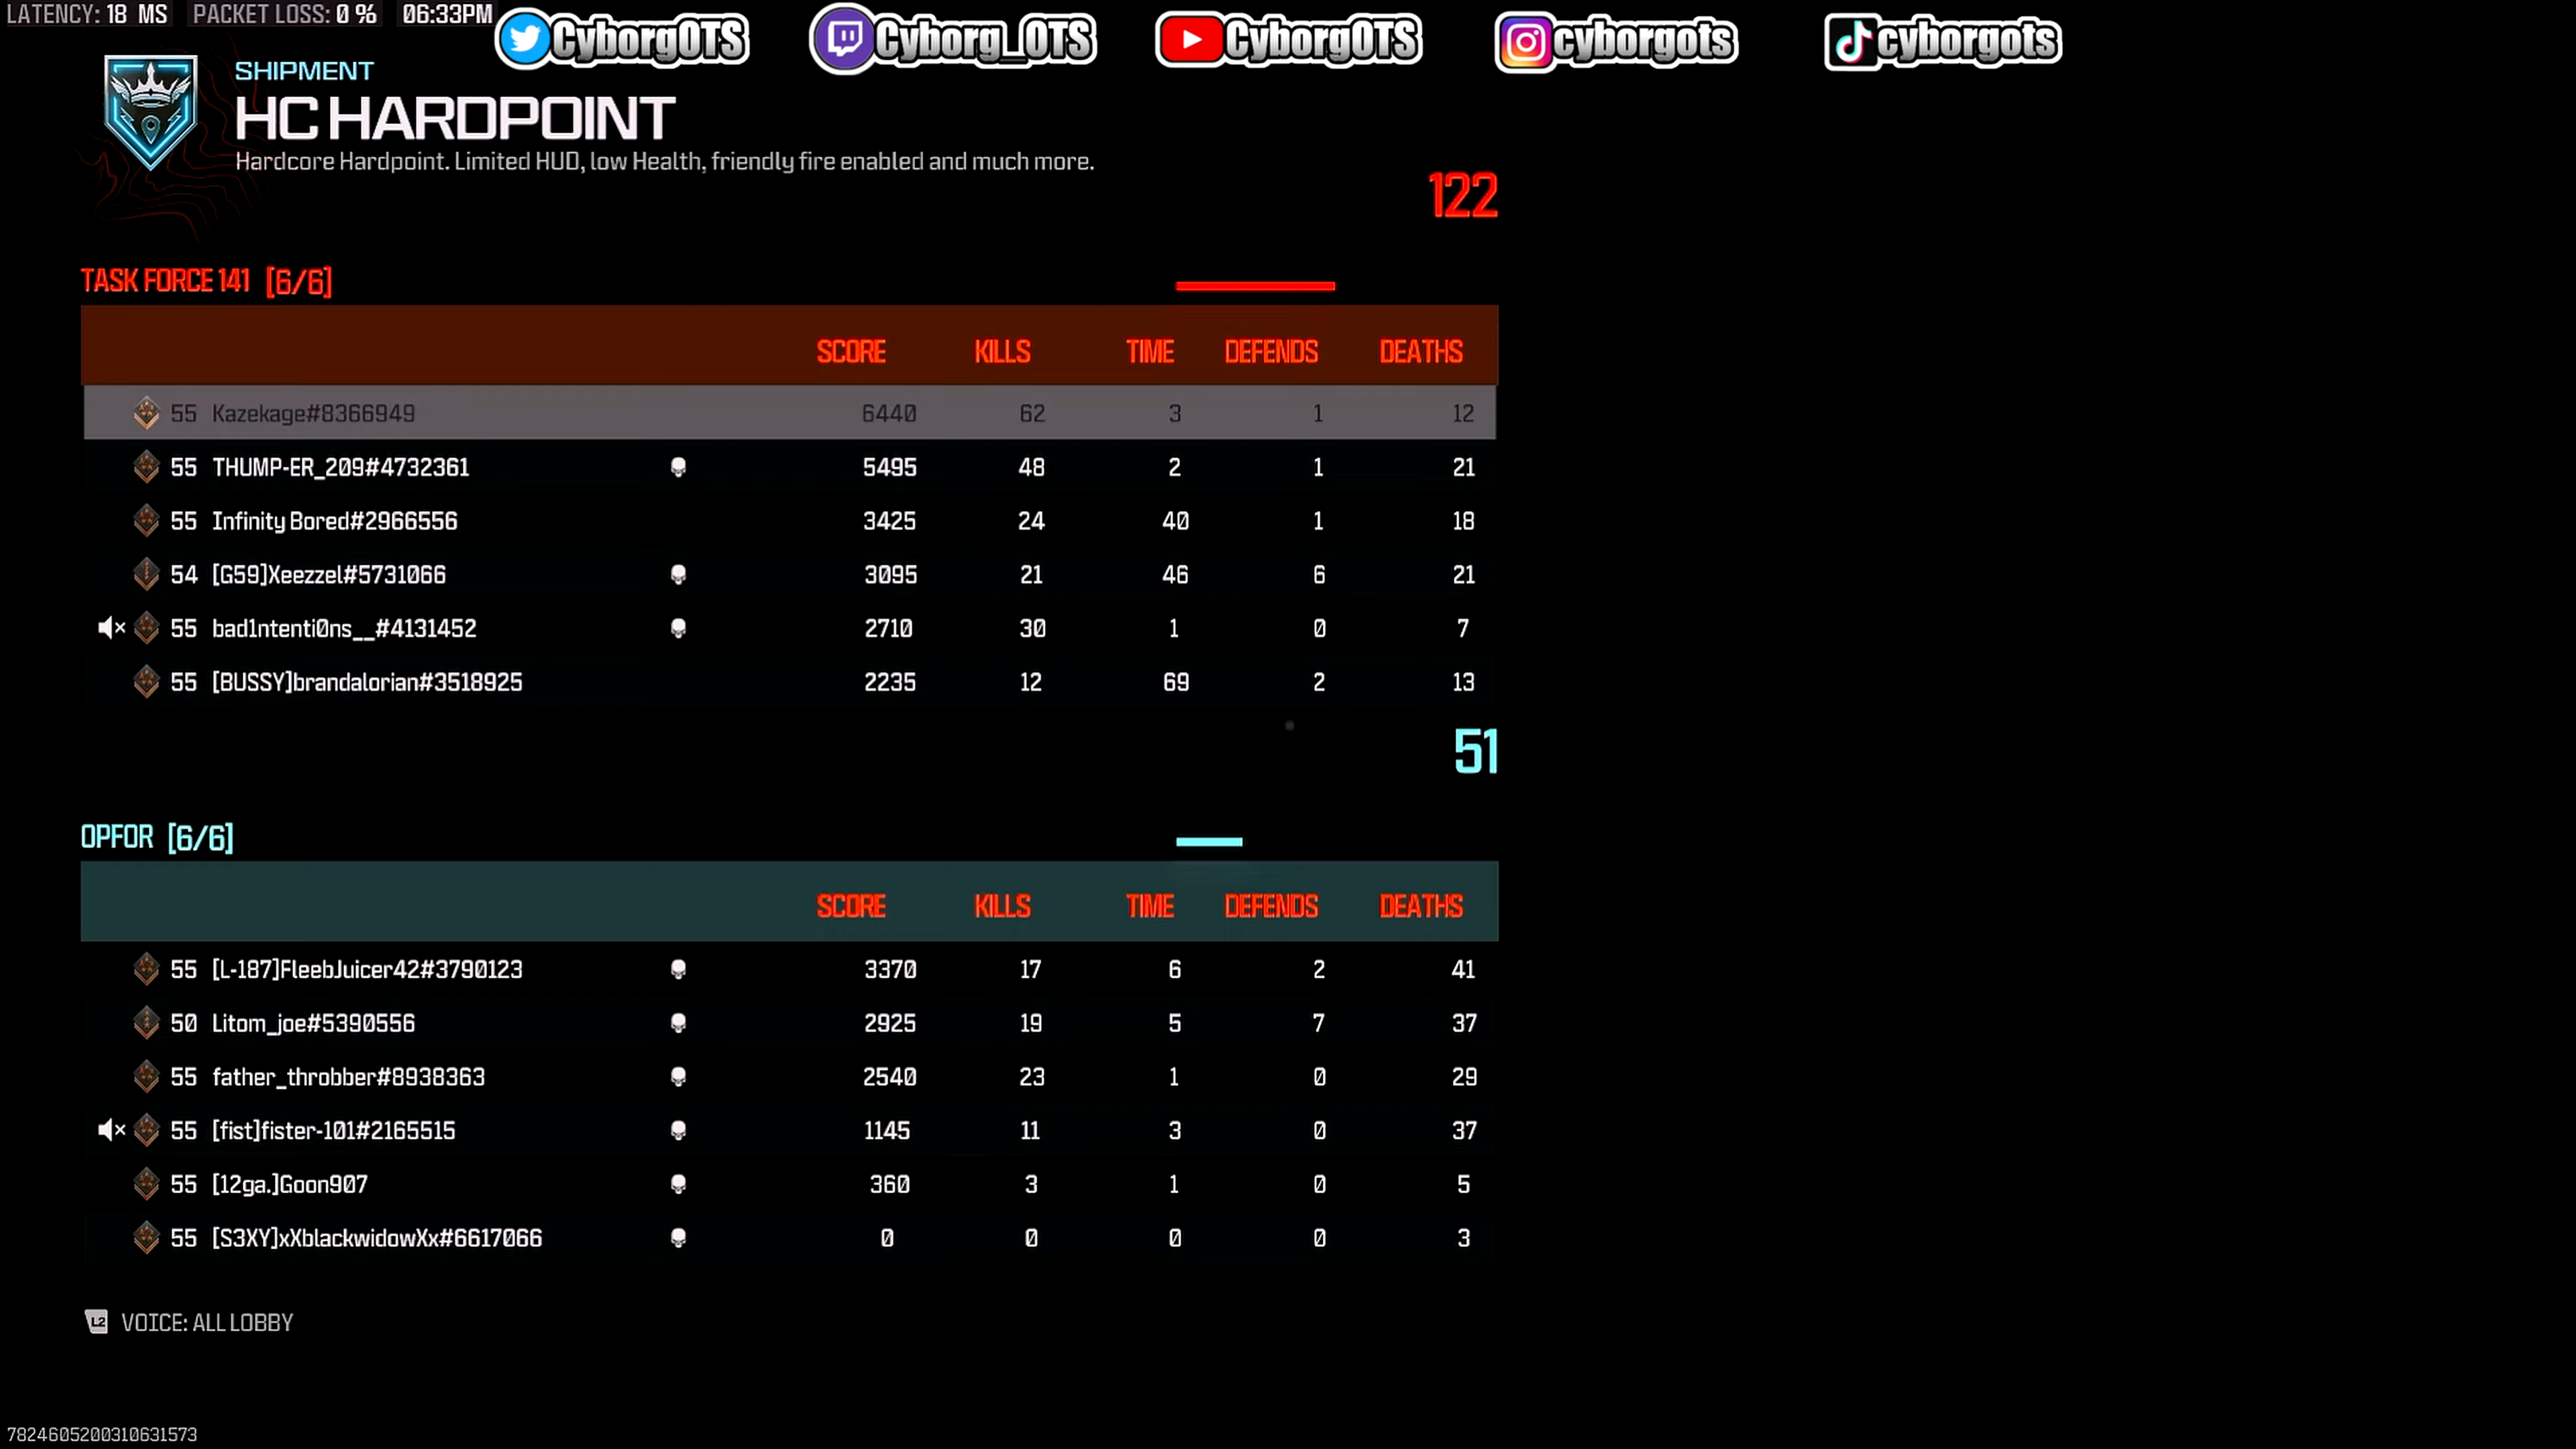 LATENCY: 18 MS PACKET LOSS: 0 % 06:33PM
CyborgOTS Cyborg_OTS CyborgOTS cyborgots cyborgots
SHIPMENT
HC HARDPOINT
Hardcore Hardpoint. Limited HUD, low Health, friendly fire enabled and much more.
122
TASK FORCE 141 [6/6]
SCORE KILLS TIME DEFENDS DEATHS
55 Kazekage#8366949 6440 62 3 1 12
55 THUMP-ER_209#4732361 5495 48 2 1 21
55 Infinity Bored#2966556 3425 24 40 1 18
54 [G59]Xeezzel#5731066 3095 21 46 6 21
55 bad1ntenti0ns__#4131452 2710 30 1 0 7
55 [BUSSY]brandalorian#3518925 2235 12 69 2 13
51
OPFOR [6/6]
SCORE KILLS TIME DEFENDS DEATHS
55 [L-187]FleebJuicer42#3790123 3370 17 6 2 41
50 Litom_joe#5390556 2925 19 5 7 37
55 father_throbber#8938363 2540 23 1 0 29
55 [fist]fister-101#2165515 1145 11 3 0 37
55 [12ga.]Goon907 360 3 1 0 5
55 [S3XY]xXblackwidowXx#6617066 0 0 0 0 3
L2 VOICE: ALL LOBBY
7824605200310631573